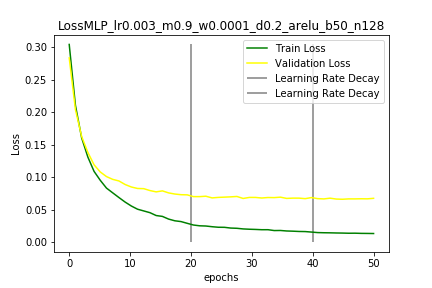 LossMLP_lr0.003_m0.9_w0.0001_d0.2_arelu_b50_n128
Train Loss
Validation Loss
Learning Rate Decay
Learning Rate Decay
0.30
0.25
0.20
0.15
0.10
0.05
0.00
Loss
0 10 20 30 40 50
epochs